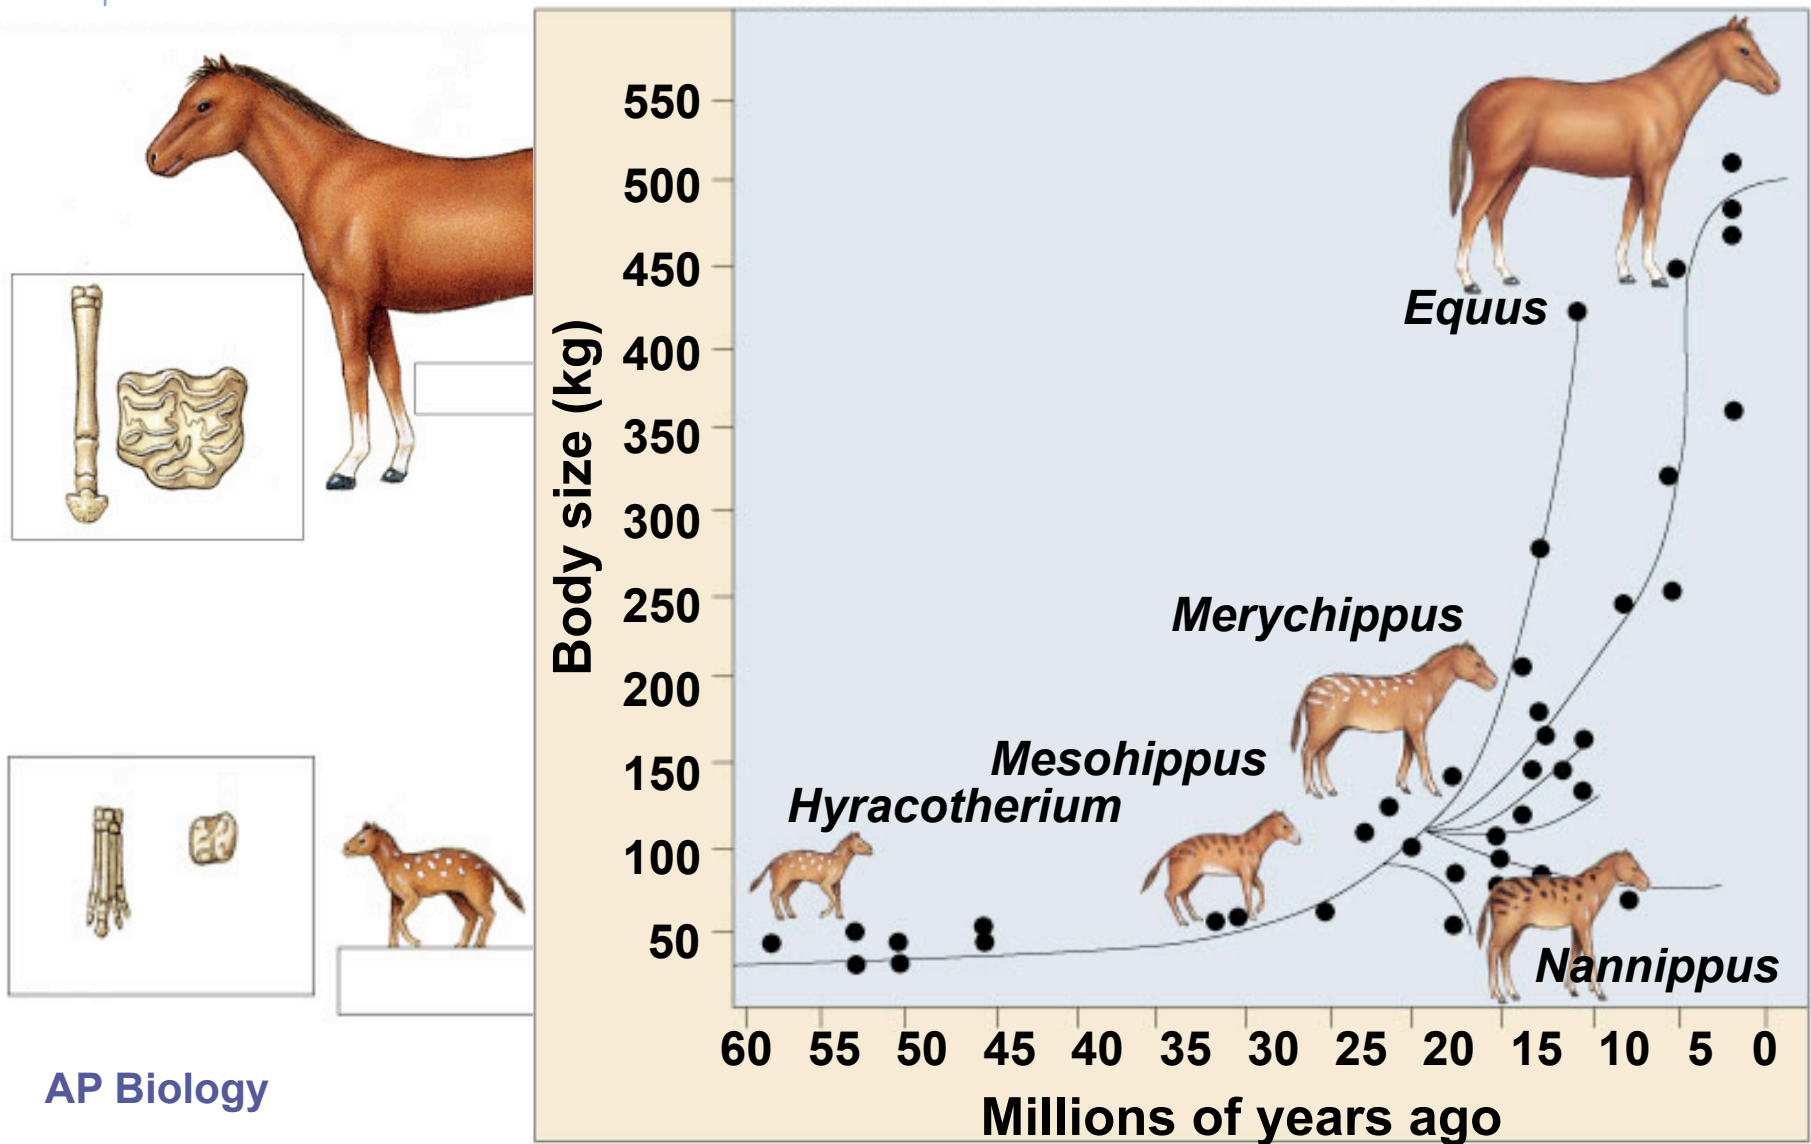 550
500
450
400
350
300
250
200
150
100
50
Body size (kg)
Equus
Merychippus
Mesohippus
Hyracotherium
Nannippus
60 55 50 45 40 35 30 25 20 15 10 5 0
Millions of years ago
AP Biology